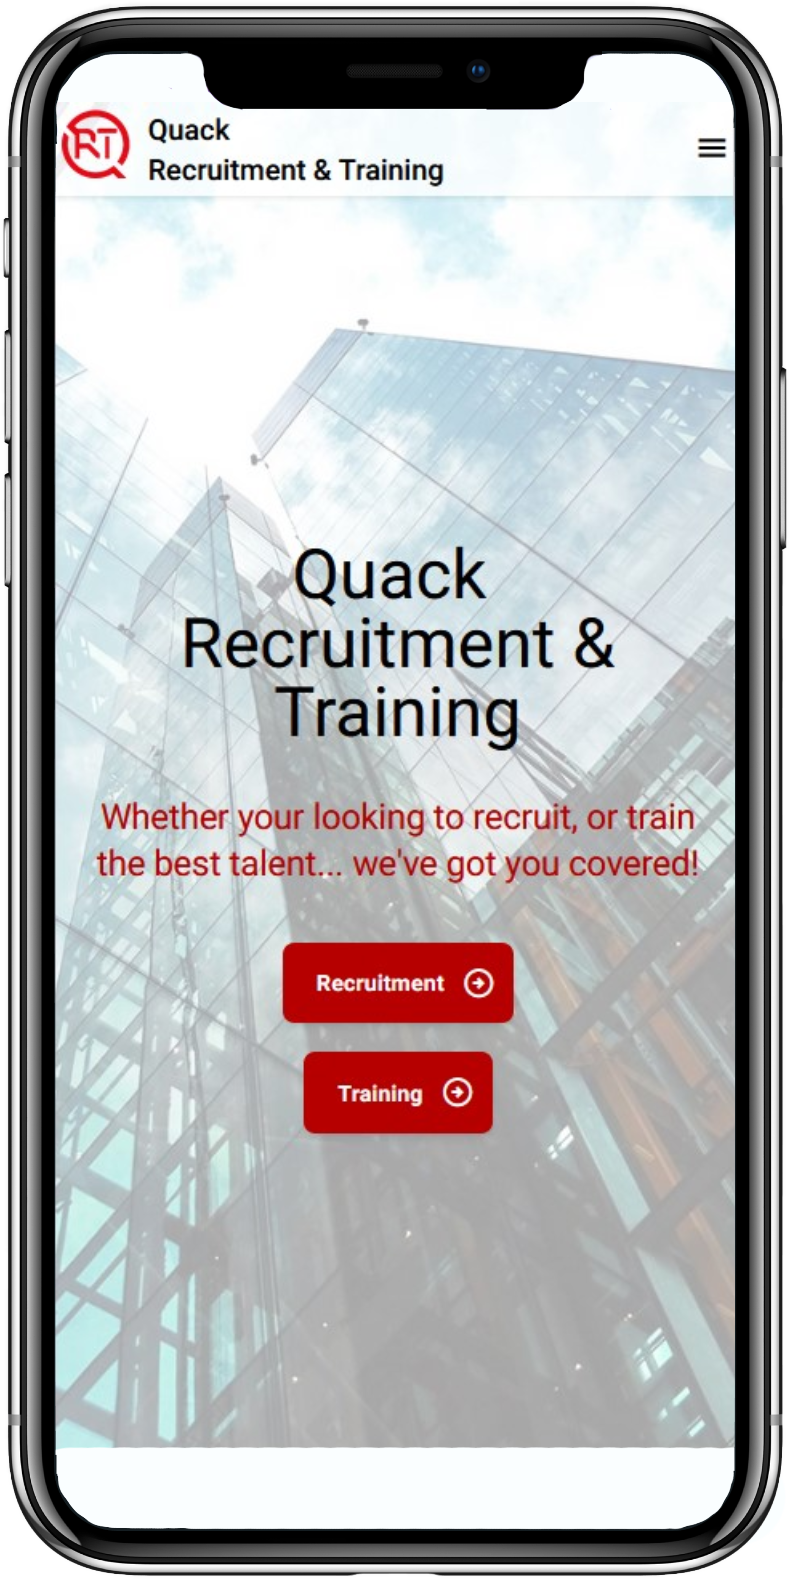 QRT
Quack
Recruitment & Training
Quack
Recruitment &
Training
Whether your looking to recruit, or train
the best talent... we've got you covered!
Recruitment
Training